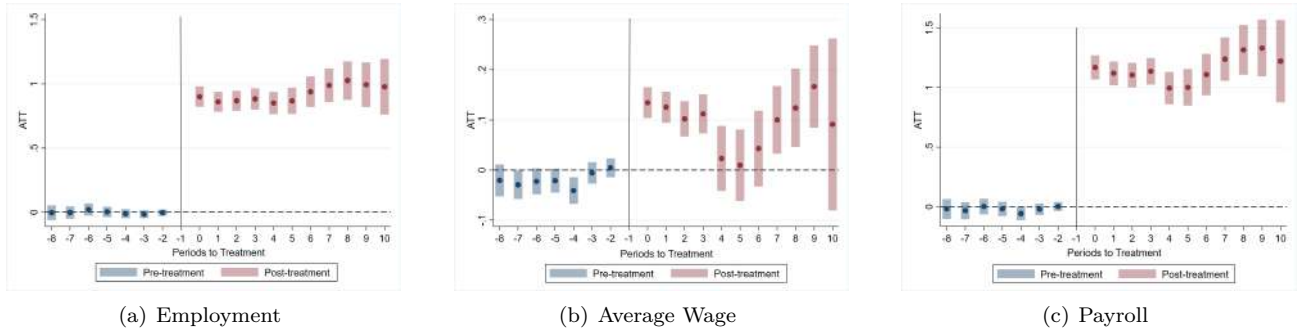 1.5
1
.5
0
ATT
-8 -7 -6 -5 -4 -3 -2 -1 0 1 2 3 4 5 6 7 8 9 10
Periods to Treatment
Pre-treatment Post-treatment
(a) Employment
.3
.2
.1
0
-.1
ATT
-8 -7 -6 -5 -4 -3 -2 -1 0 1 2 3 4 5 6 7 8 9 10
Periods to Treatment
Pre-treatment Post-treatment
(b) Average Wage
1.5
1
.5
0
ATT
-8 -7 -6 -5 -4 -3 -2 -1 0 1 2 3 4 5 6 7 8 9 10
Periods to Treatment
Pre-treatment Post-treatment
(c) Payroll